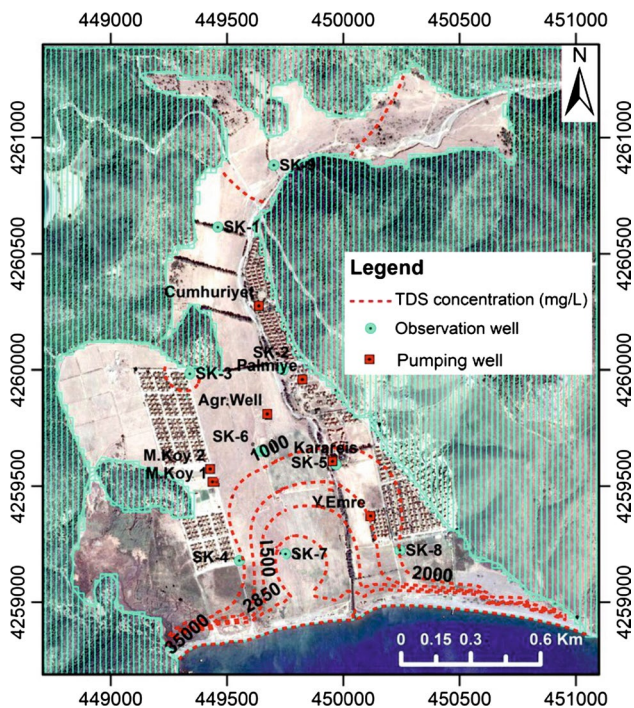 449000 449500 450000 450500 451000
4261000
4260500
4260000
4259500
4259000
N
SK-9
SK-1
Cumhuriyet
SK-2
Palmiye
SK-3
Agr.Well
SK-6
1000
Karareis
SK-5
M.Koy 2
M.Koy 1
Y.Emre
SK-4
1500
SK-7
SK-8
2000
2850
35000
Legend
TDS concentration (mg/L)
Observation well
Pumping well
0 0.15 0.3 0.6 Km
4261000
4260500
4260000
4259500
4259000
449000 449500 450000 450500 451000